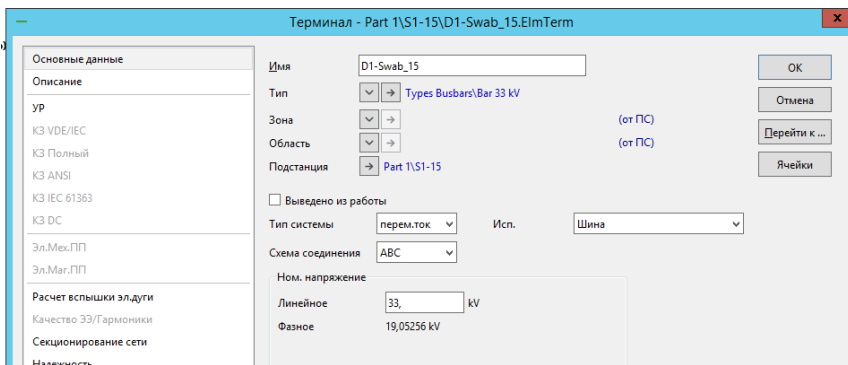 Терминал - Part 1\S1-15\D1-Swab_15.ElmTerm
x
Основные данные
Описание
УР
КЗ VDE/IEC
КЗ Полный
КЗ ANSI
КЗ IEC 61363
КЗ DC
Эл.Мех.ПП
Эл.Маг.ПП
Расчет вспышки эл.дуги
Качество ЭЭ/Гармоники
Секционирование сети
Надежность
Имя D1-Swab_15
Тип Types Busbars\Bar 33 kV
Зона (от ПС)
Область (от ПС)
Подстанция Part 1\S1-15
Выведено из работы
Тип системы перем.ток Исп. Шина
Схема соединения ABC
Ном. напряжение
Линейное 33, kV
Фазное 19,05256 kV
OK
Отмена
Перейти к ...
Ячейки